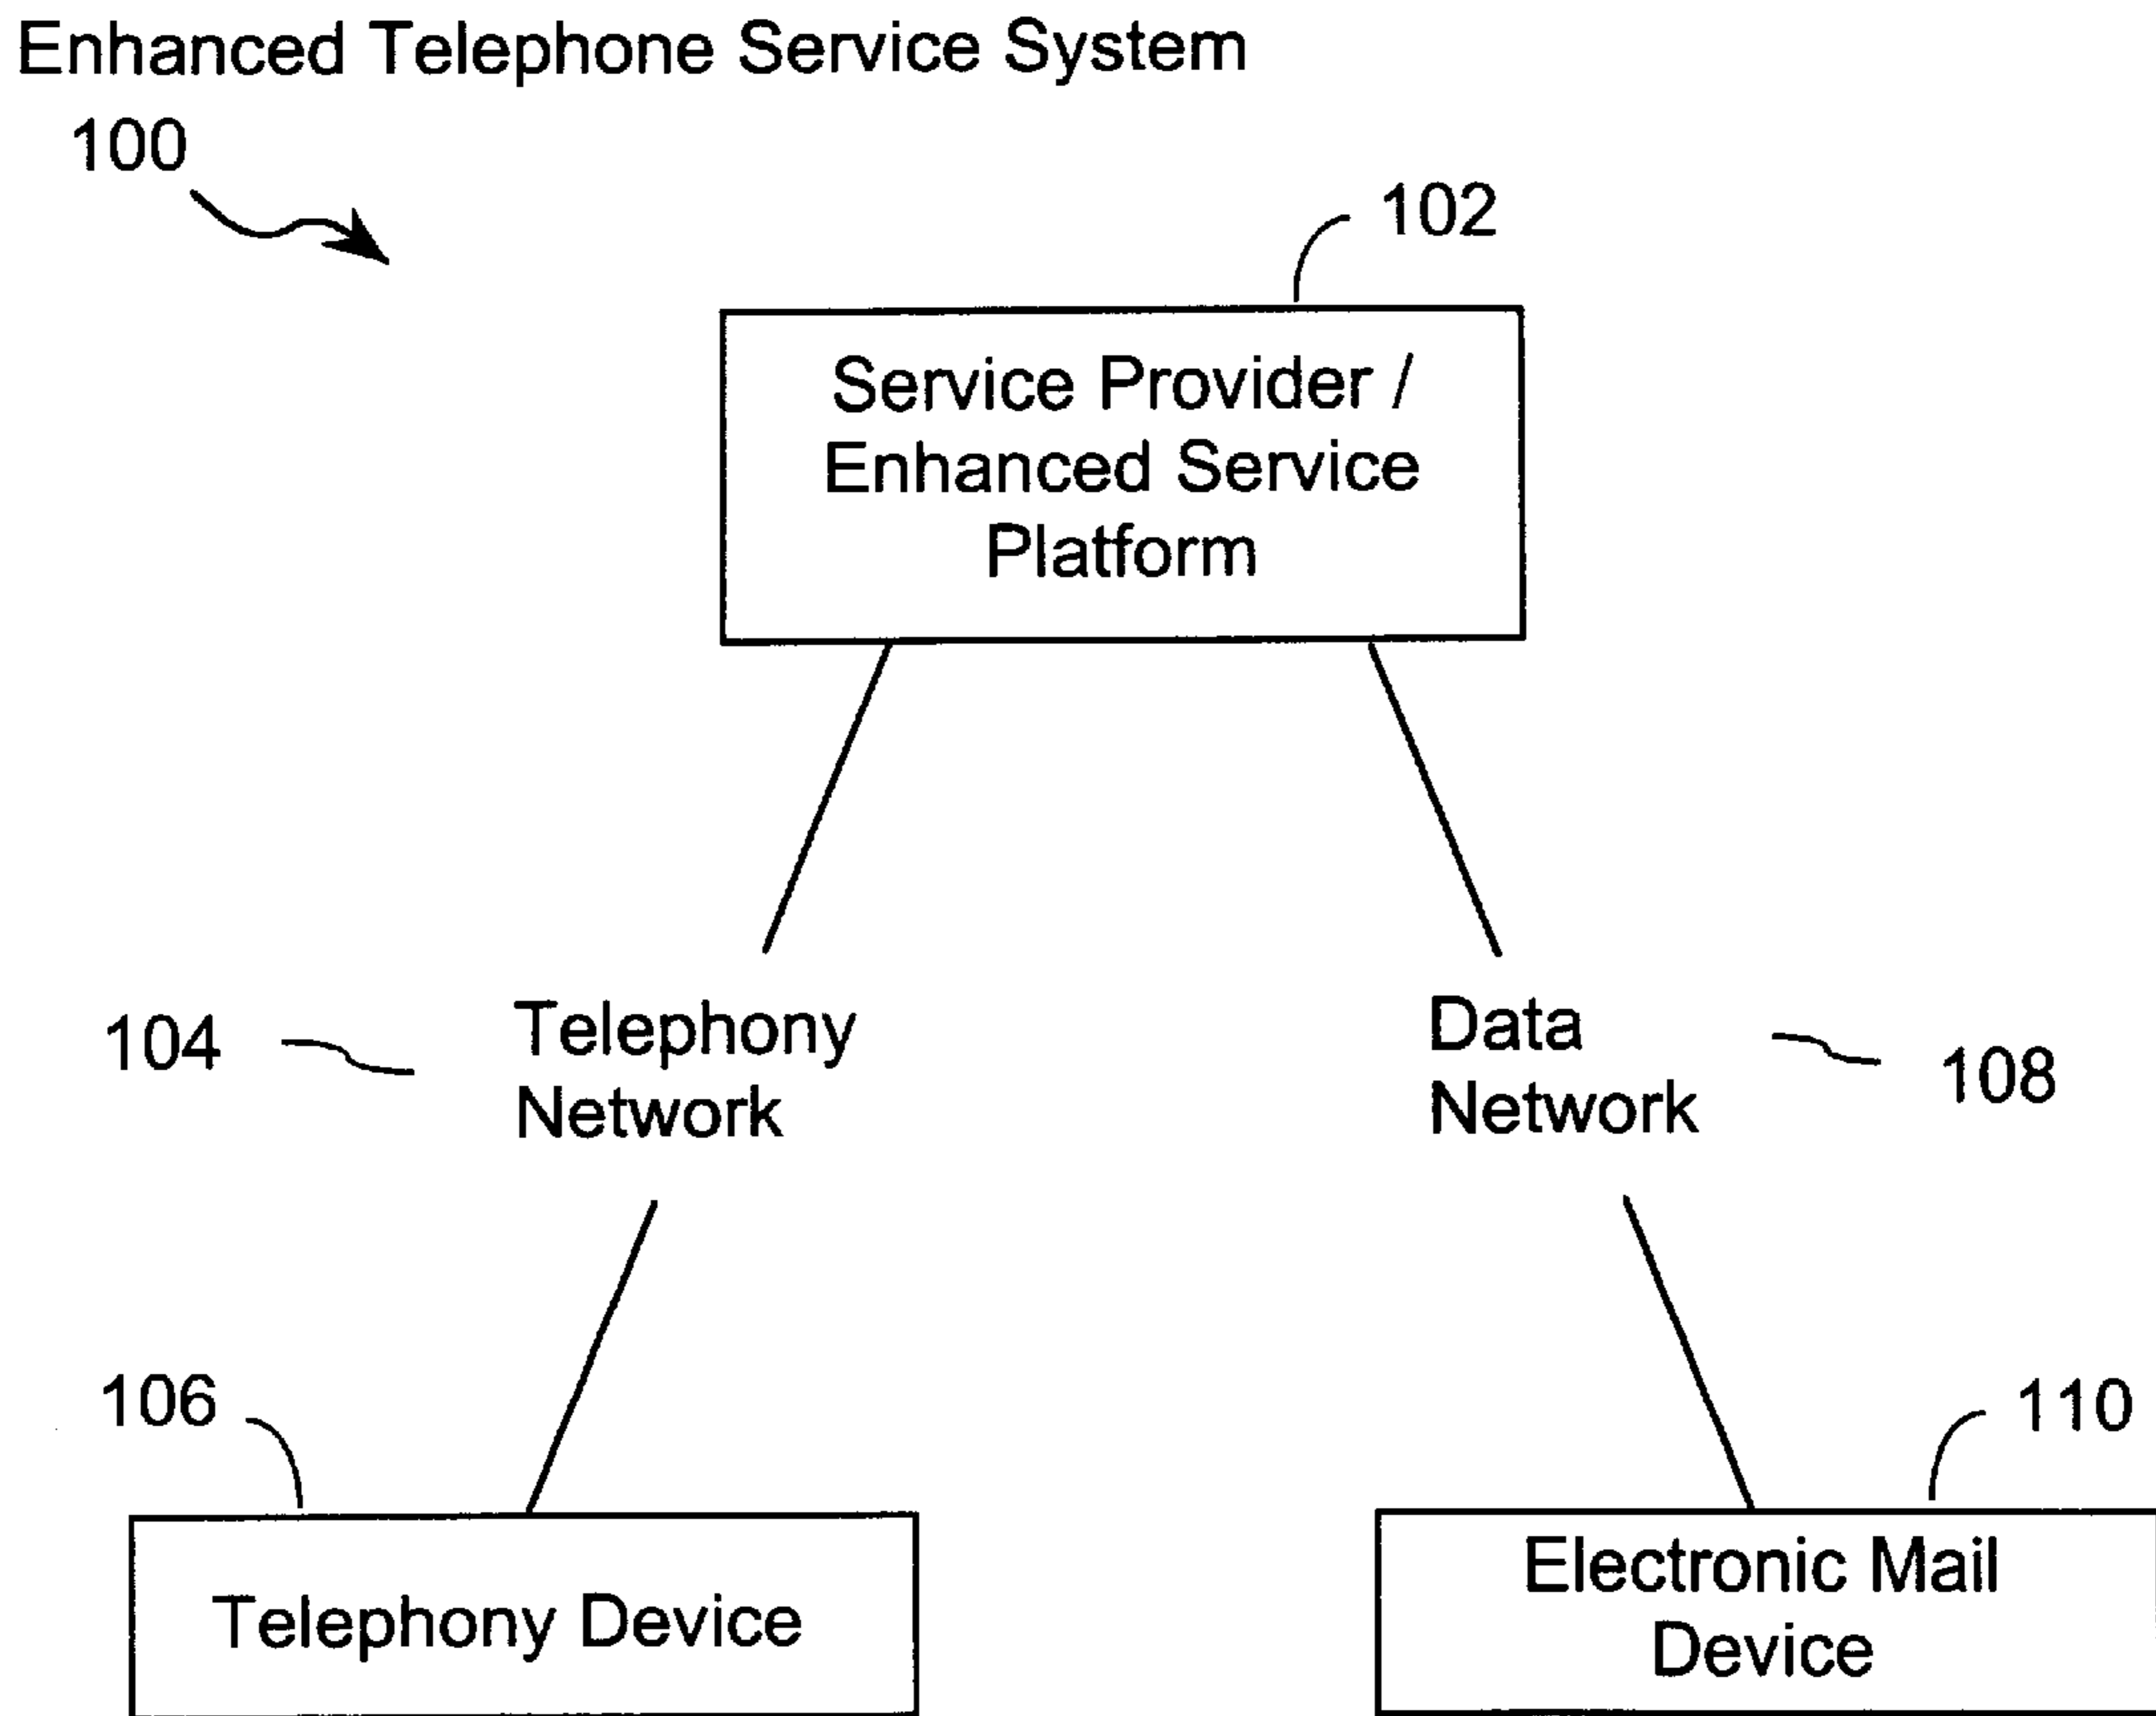 Enhanced Telephone Service System
100
102
Service Provider /
Enhanced Service
Platform
104
Telephony
Network
Data
Network
108
106
Telephony Device
110
Electronic Mail
Device